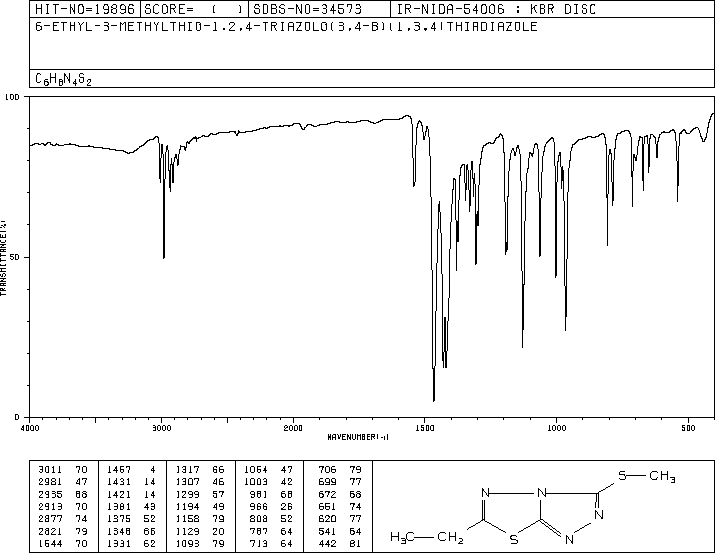 HIT-NO=19896 SCORE= ( ) SDBS-NO=34573 IR-NIDA-54006 : KBR DISC
6-ETHYL-3-METHYLTHIO-1,2,4-TRIAZOLO(3,4-B)(1,3,4)THIADIAZOLE
C6H8N4S2
100
50
0
TRANSMITTANCE(%)
4000 3000 2000 1500 1000 500
WAVENUMBER(-1)
3011 70 1467 4 1317 66 1064 47 706 79
2981 47 1431 14 1307 46 1003 42 699 77
2935 68 1421 14 1299 57 981 68 672 68
2913 70 1381 49 1194 49 966 26 651 74
2877 74 1375 52 1158 79 808 52 620 77
2821 79 1348 66 1129 20 787 64 541 64
1544 70 1331 62 1093 79 713 64 442 81
S CH3
N N
N
H3C CH2 S N